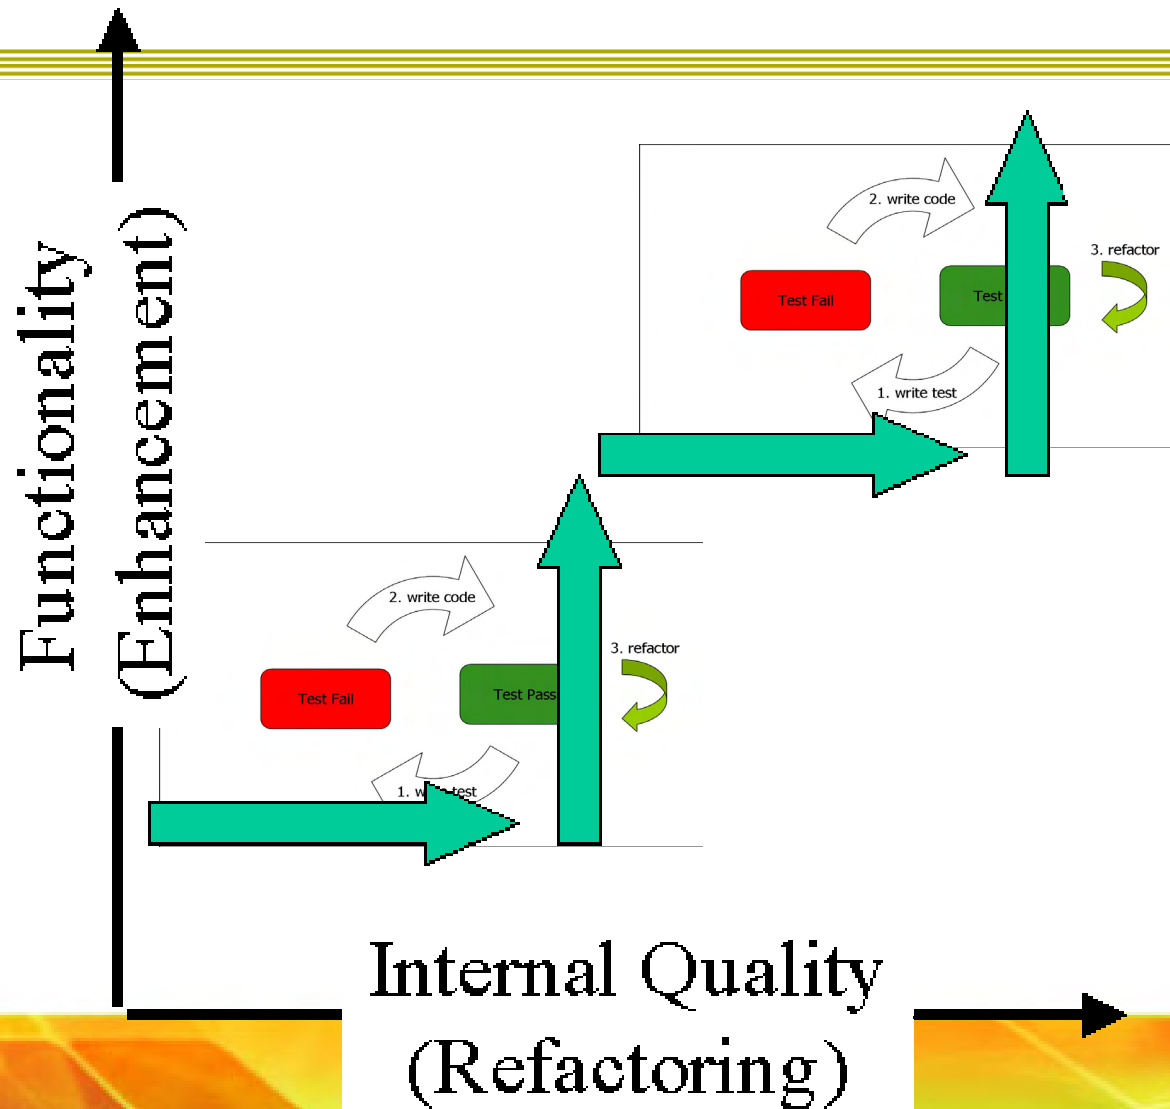 Functionality
(Enhancement)
2. write code
3. refactor
Test Fail
Test
1. write test
2. write code
3. refactor
Test Fail
Test Pass
1. test
Internal Quality
(Refactoring)